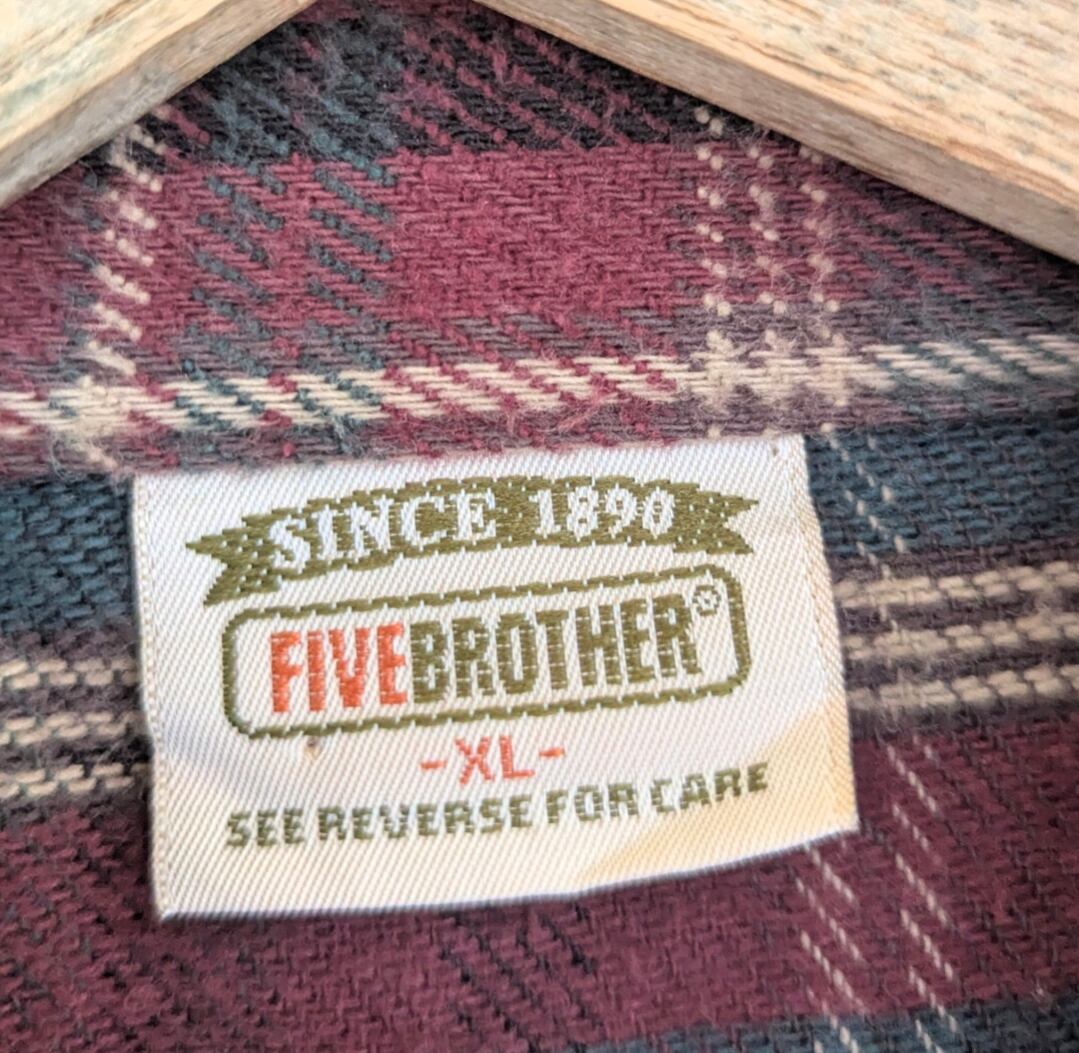 SINCE 1890
FIVEBROTHER®
-XL-
SEE REVERSE FOR CARE